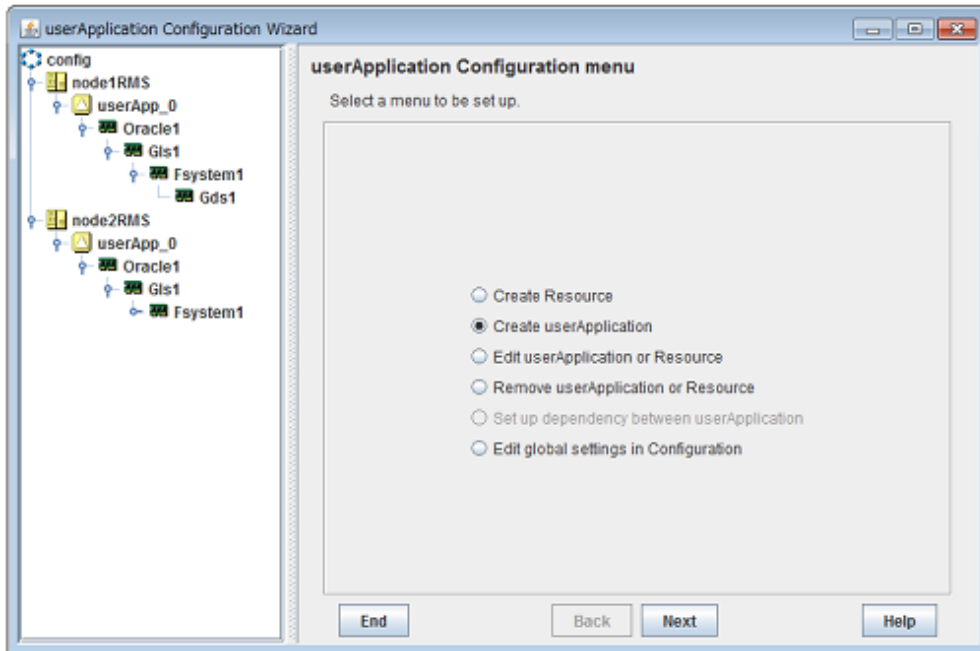 userApplication Configuration Wizard
config
node1RMS
userApp_0
Oracle1
Gls1
Fsystem1
Gds1
node2RMS
userApp_0
Oracle1
Gls1
Fsystem1
userApplication Configuration menu
Select a menu to be set up.
Create Resource
Create userApplication
Edit userApplication or Resource
Remove userApplication or Resource
Set up dependency between userApplication
Edit global settings in Configuration
End
Back
Next
Help